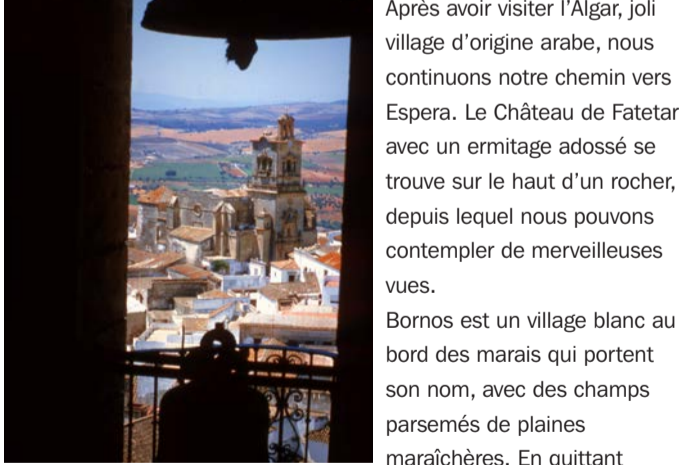 Après avoir visiter l'Algar, joli
village d'origine arabe, nous
continuons notre chemin vers
Espera. Le Château de Fatetar
avec un ermitage adossé se
trouve sur le haut d'un rocher,
depuis lequel nous pouvons
contempler de merveilleuses
vues.
Bornos est un village blanc au
bord des marais qui portent
son nom, avec des champs
parsemés de plaines
maraîchères. En quittant